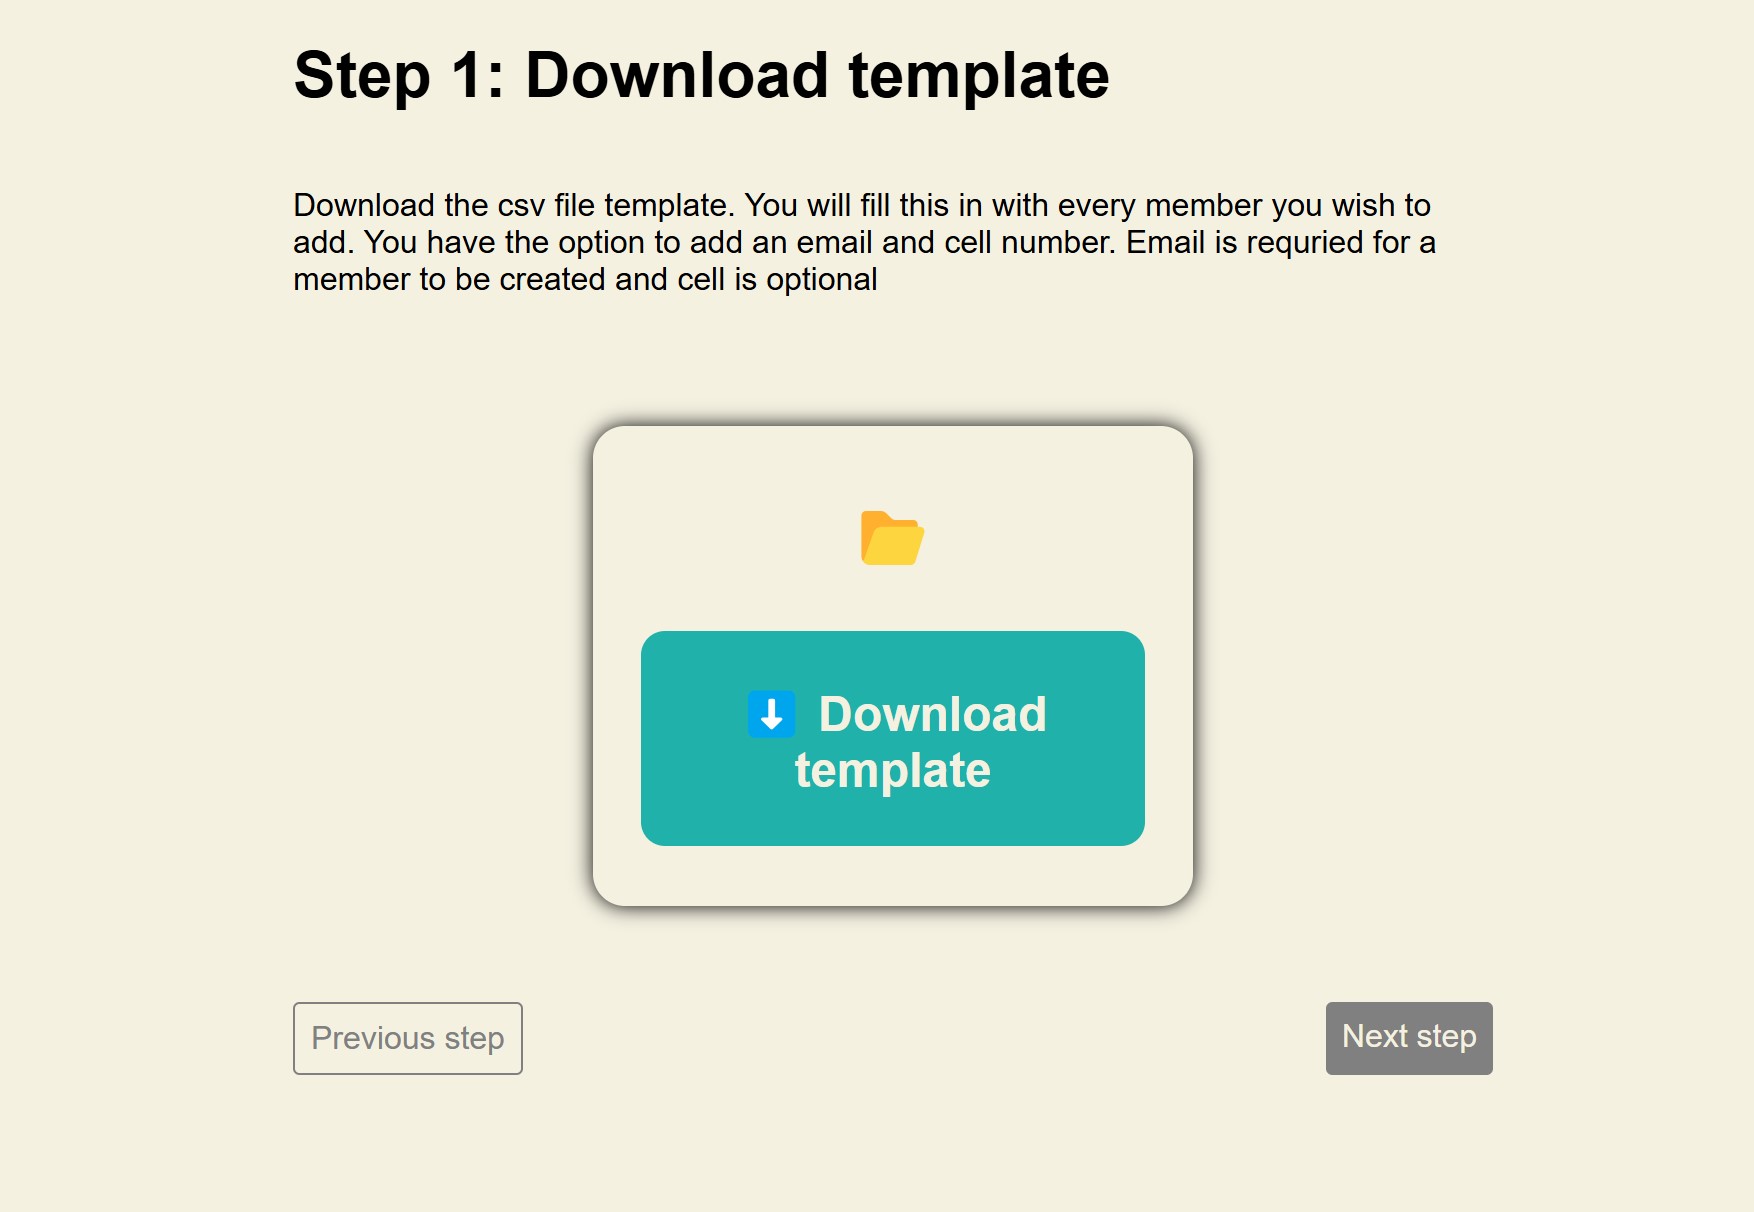 Step 1: Download template
Download the csv file template. You will fill this in with every member you wish to
add. You have the option to add an email and cell number. Email is requried for a
member to be created and cell is optional
Download
template
Previous step
Next step